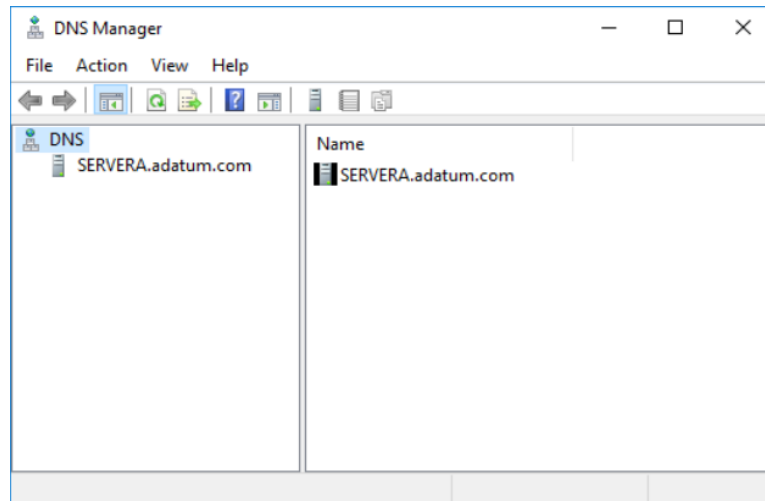 DNS Manager
File Action View Help
DNS
SERVERA.adatum.com
Name
SERVERA.adatum.com